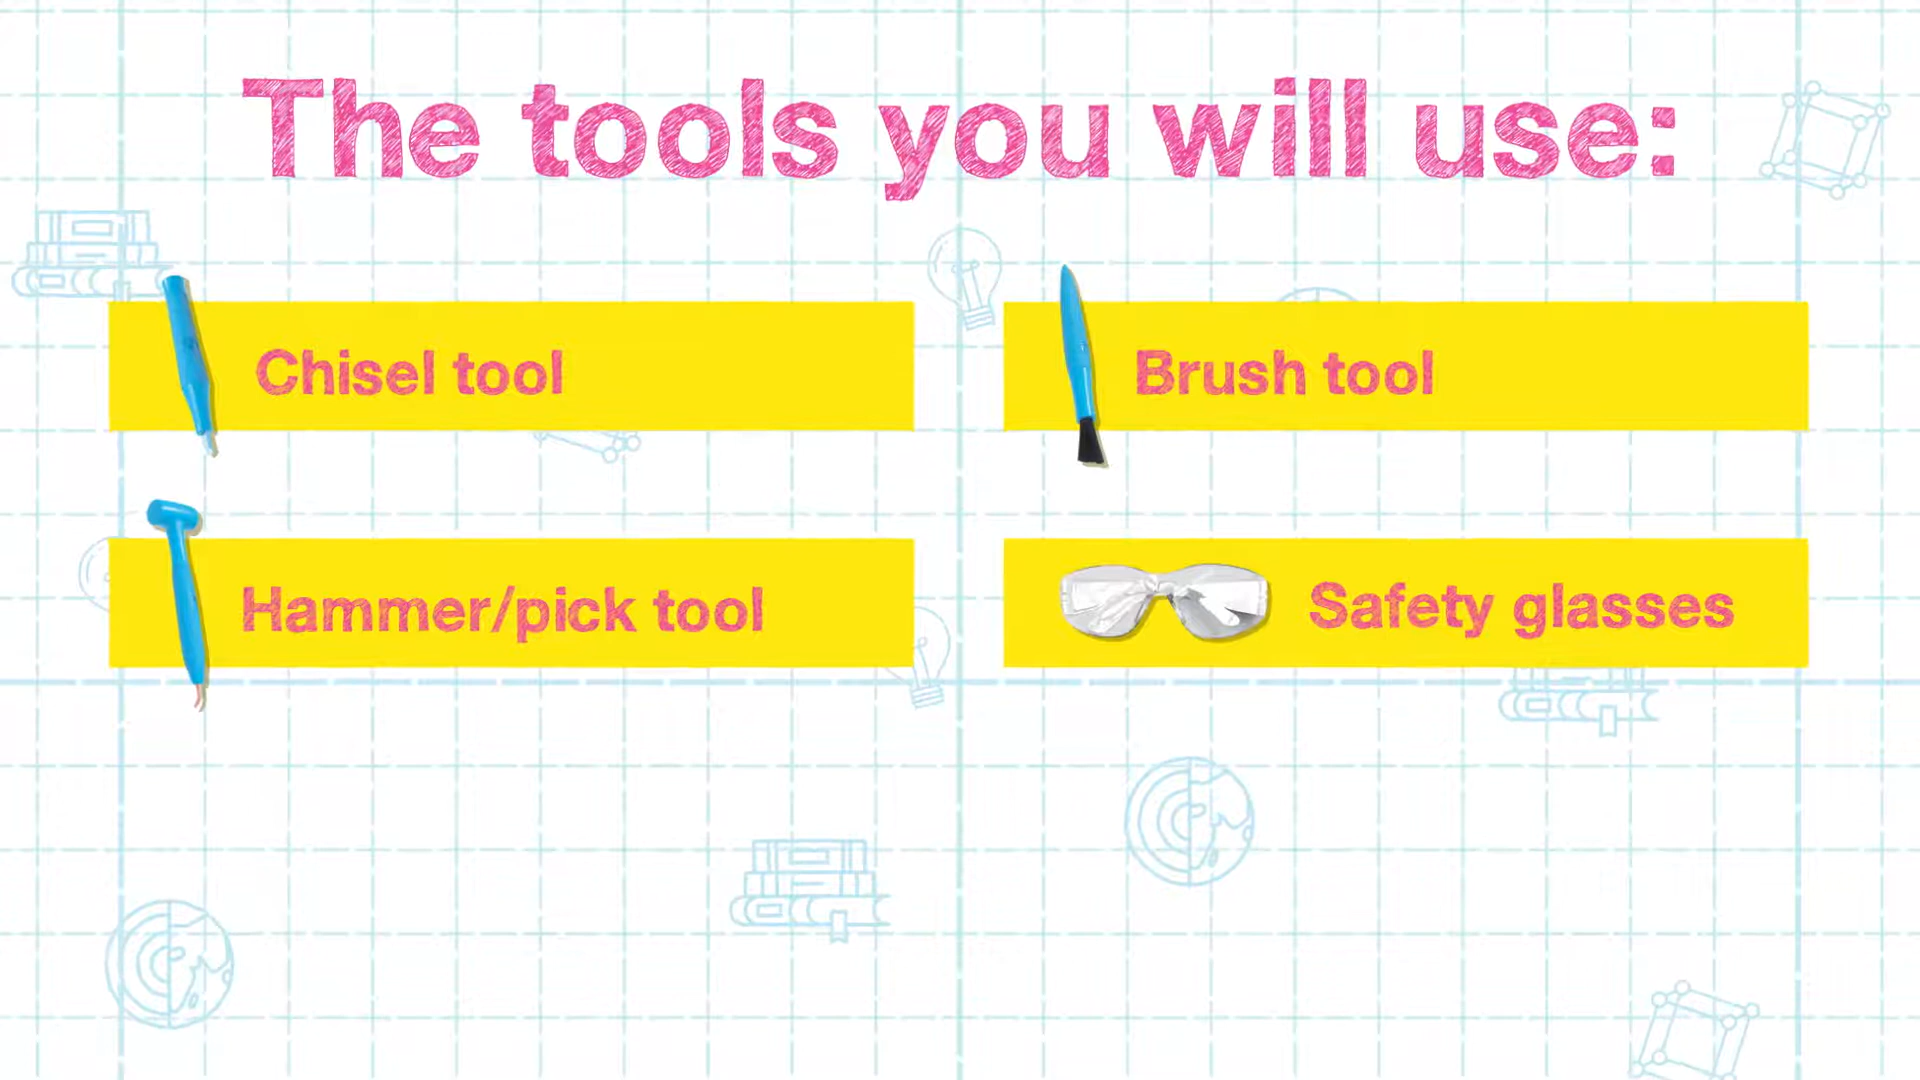 The tools you will use:
Chisel tool
Brush tool
Hammer/pick tool
Safety glasses